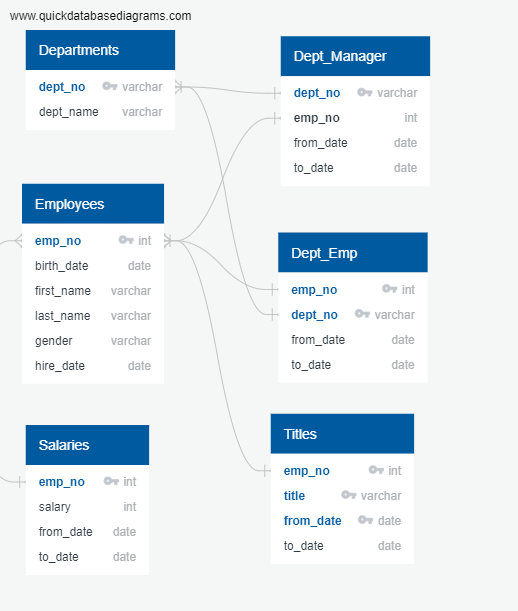 www.quickdatabasediagrams.com
Departments
dept_no varchar
dept_name varchar
Dept_Manager
dept_no varchar
emp_no int
from_date date
to_date date
Employees
emp_no int
birth_date date
first_name varchar
last_name varchar
gender varchar
hire_date date
Dept_Emp
emp_no int
dept_no varchar
from_date date
to_date date
Salaries
emp_no int
salary int
from_date date
to_date date
Titles
emp_no int
title varchar
from_date date
to_date date